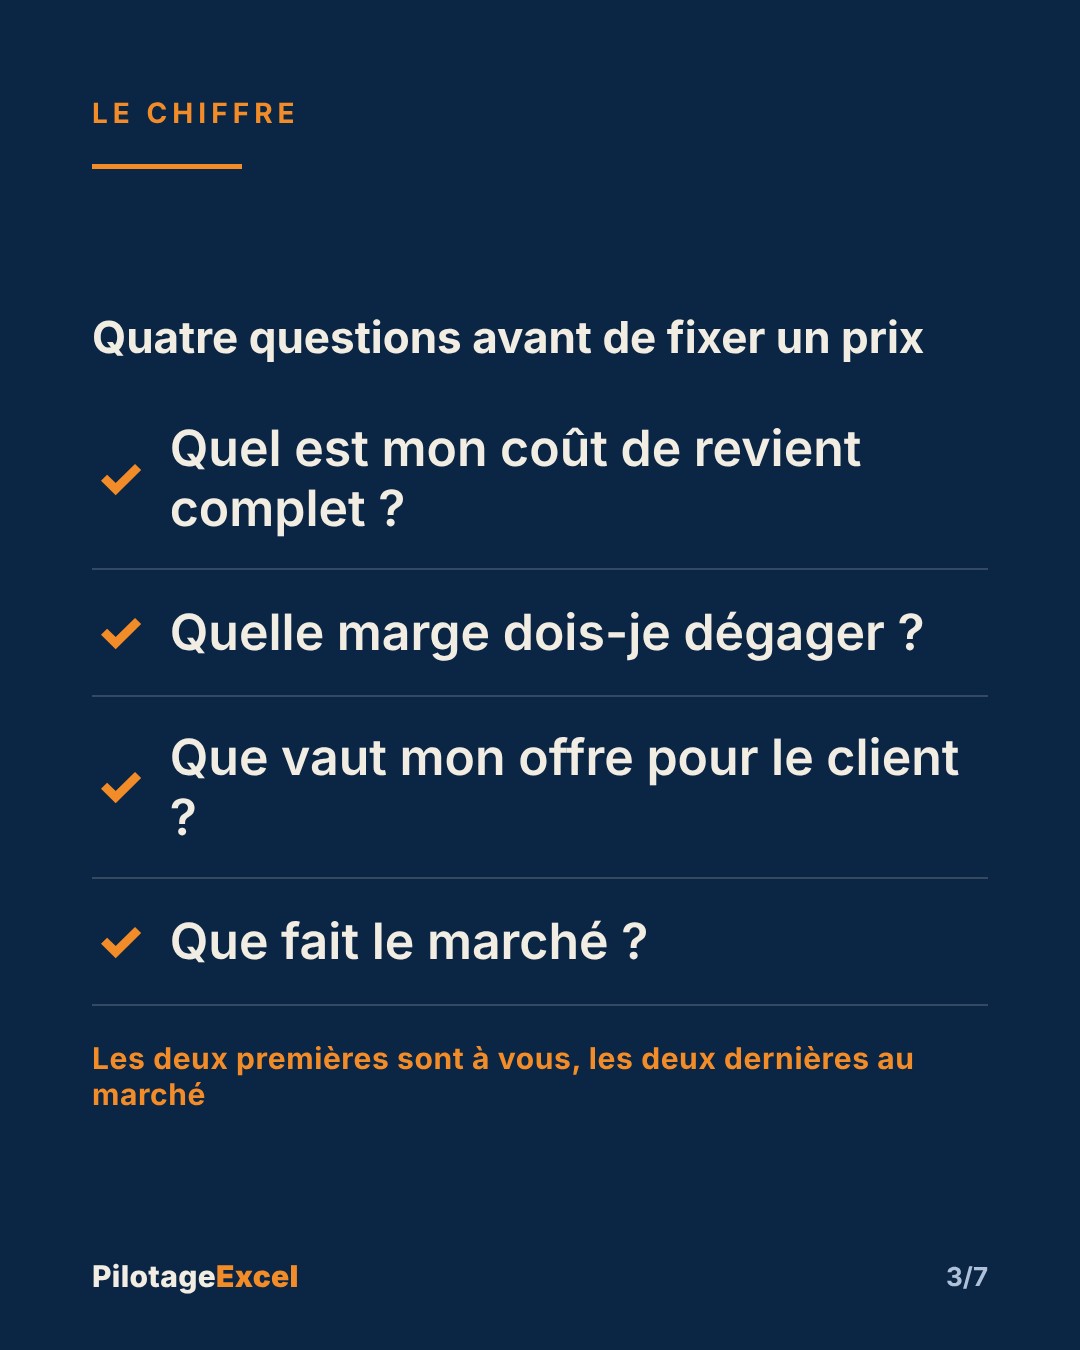 LE CHIFFRE
Quatre questions avant de fixer un prix
Quel est mon coût de revient
complet ?
Quelle marge dois-je dégager ?
Que vaut mon offre pour le client
?
Que fait le marché ?
Les deux premières sont à vous, les deux dernières au
marché
PilotageExcel
3/7